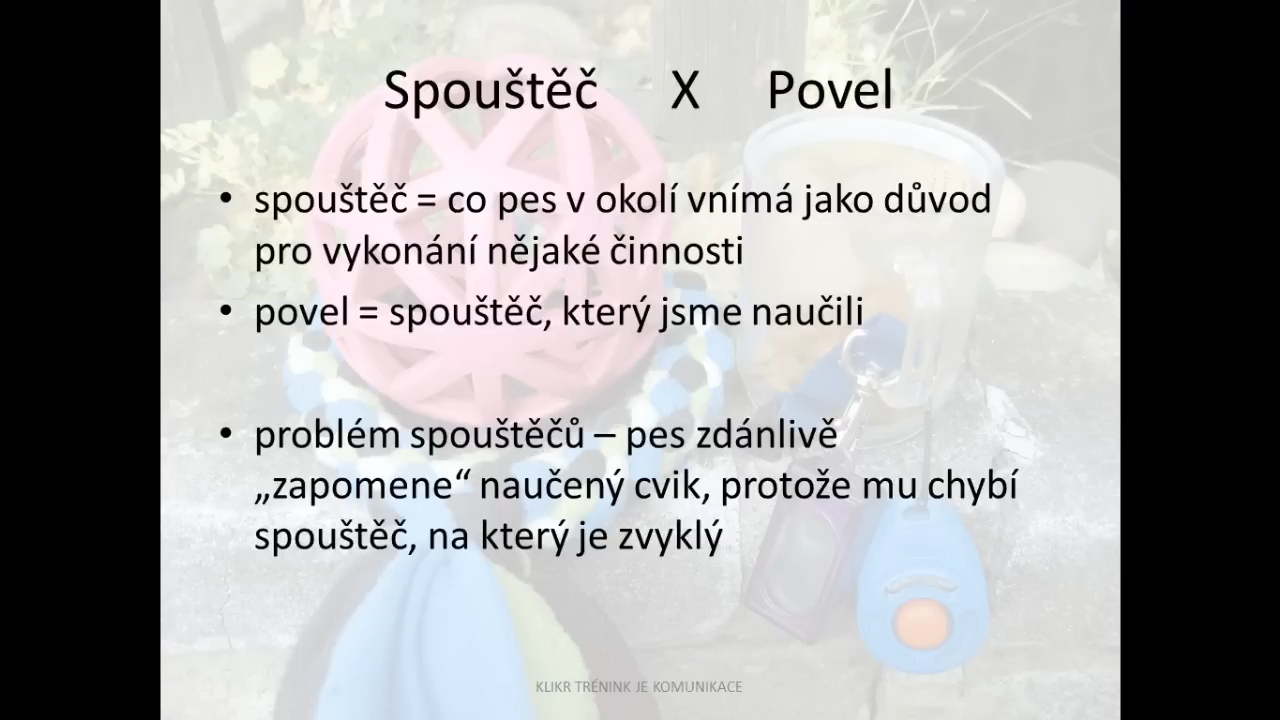 Spouštěč X Povel
• spouštěč = co pes v okolí vnímá jako důvod
pro vykonání nějaké činnosti
• povel = spouštěč, který jsme naučili
• problém spouštěčů – pes zdánlivě
„zapomene“ naučený cvik, protože mu chybí
spouštěč, na který je zvyklý
KLIKR TRÉNINK JE KOMUNIKACE